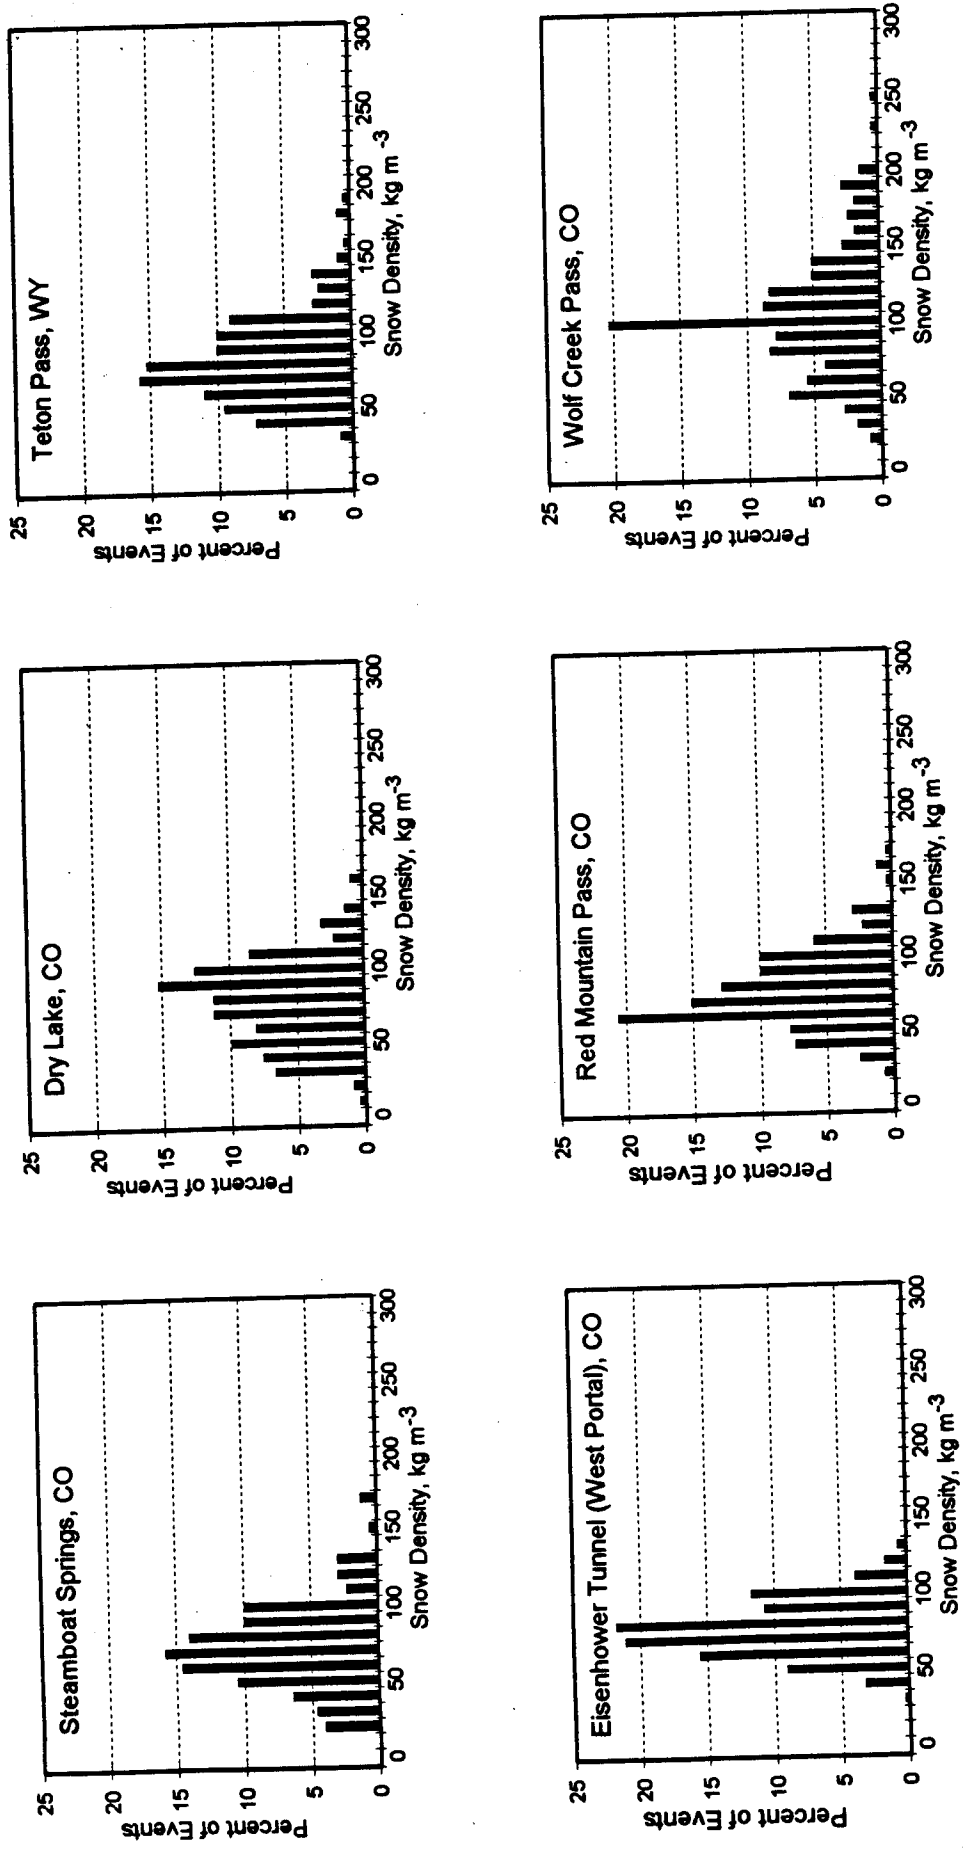 Steamboat Springs, CO
Percent of Events
25
20
15
10
5
0
0 50 100 150 200 250 300
Snow Density, kg m -3
Dry Lake, CO
Percent of Events
25
20
15
10
5
0
0 50 100 150 200 250 300
Snow Density, kg m -3
Teton Pass, WY
Percent of Events
25
20
15
10
5
0
0 50 100 150 200 250 300
Snow Density, kg m -3
Eisenhower Tunnel (West Portal), CO
Percent of Events
25
20
15
10
5
0
0 50 100 150 200 250 300
Snow Density, kg m -3
Red Mountain Pass, CO
Percent of Events
25
20
15
10
5
0
0 50 100 150 200 250 300
Snow Density, kg m -3
Wolf Creek Pass, CO
Percent of Events
25
20
15
10
5
0
0 50 100 150 200 250 300
Snow Density, kg m -3